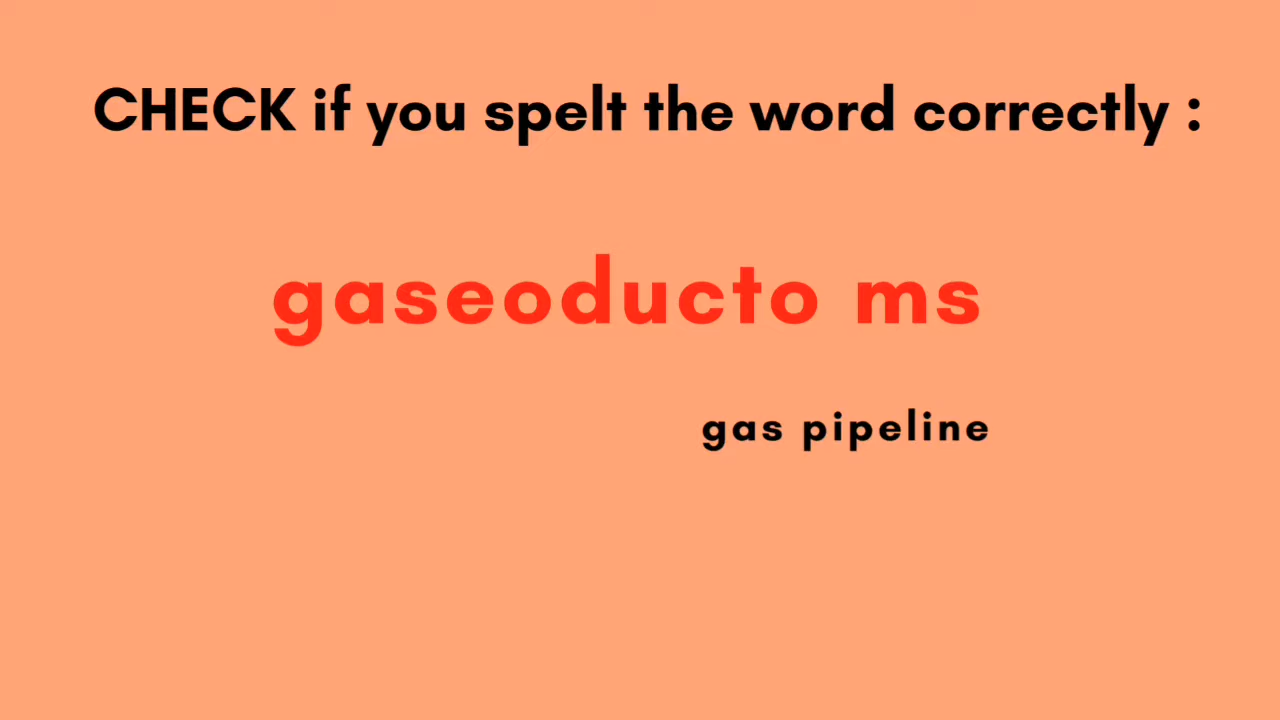 CHECK if you spelt the word correctly :
gaseoducto ms
gas pipeline